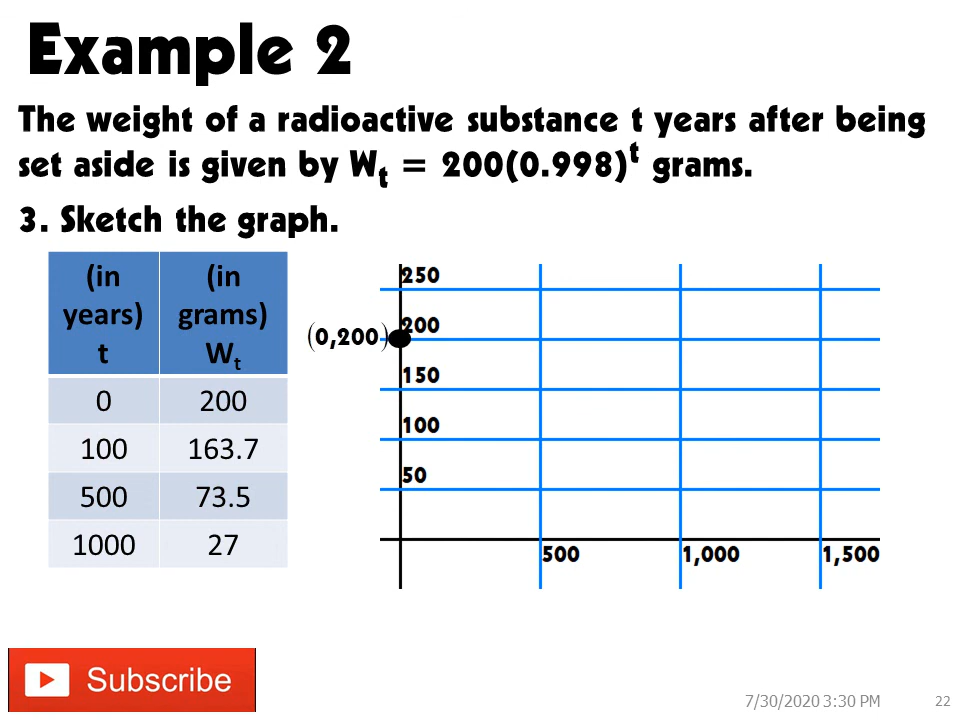 Example 2
The weight of a radioactive substance t years after being
set aside is given by Wt = 200(0.998)^t grams.
3. Sketch the graph.
(in years) t
(in grams) Wt
0 200
100 163.7
500 73.5
1000 27
250
(0,200) 200
150
100
50
500 1,000 1,500
Subscribe
7/30/2020 3:30 PM 22